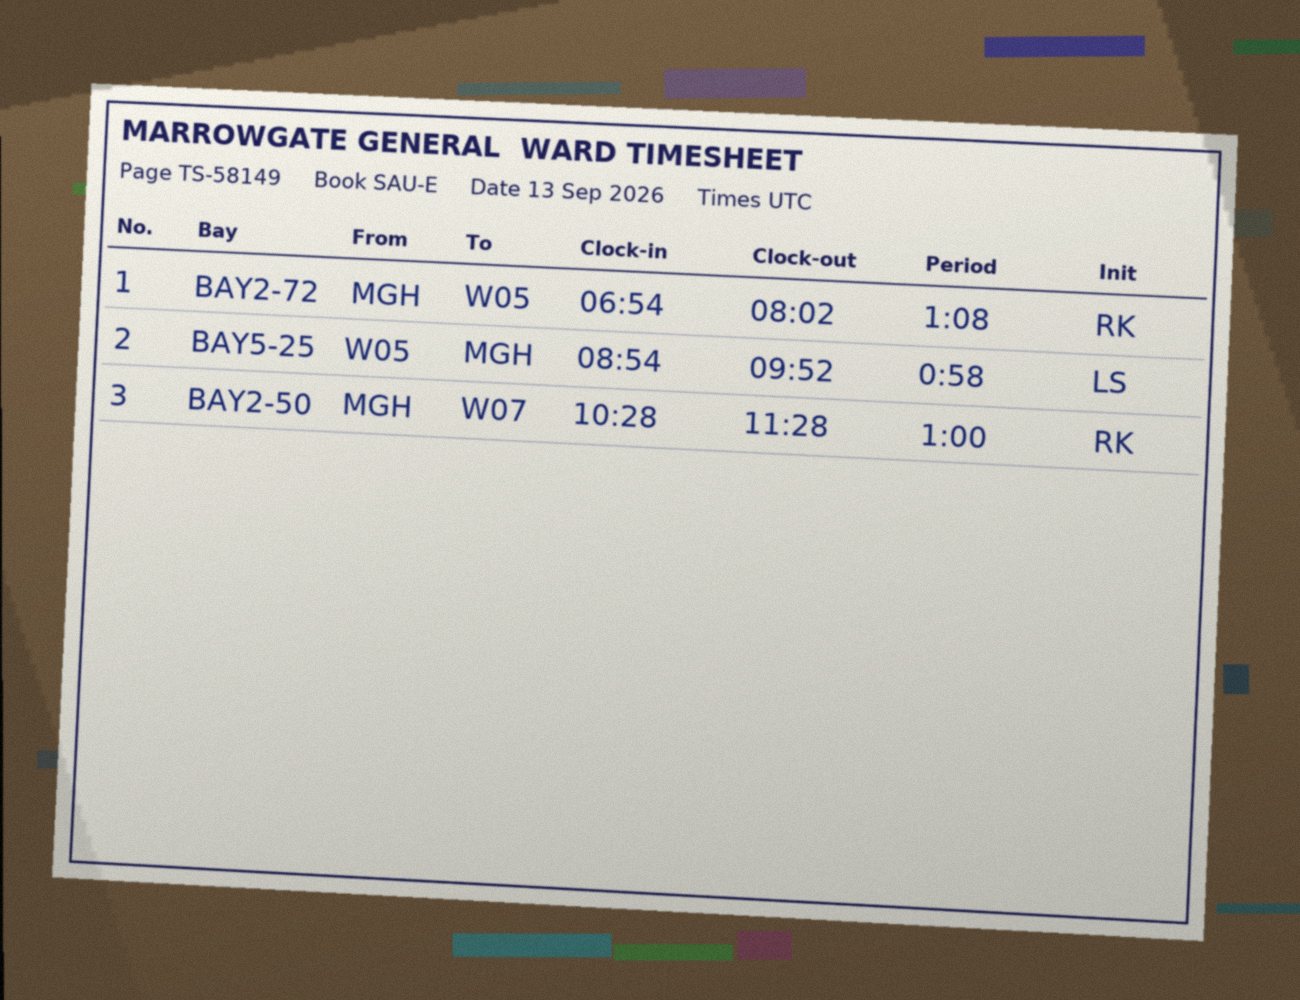 MARROWGATE GENERAL WARD TIMESHEET
Page TS-58149 Book SAU-E Date 13 Sep 2026 Times UTC
No. Bay From To Clock-in Clock-out Period Init
1 BAY2-72 MGH W05 06:54 08:02 1:08 RK
2 BAY5-25 W05 MGH 08:54 09:52 0:58 LS
3 BAY2-50 MGH W07 10:28 11:28 1:00 RK